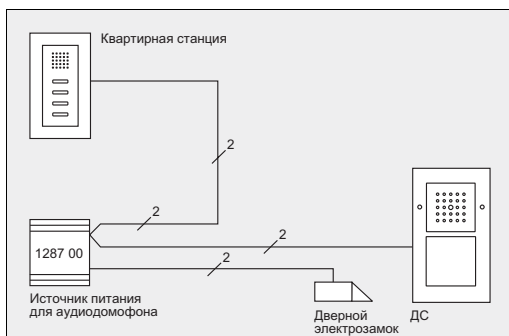 Квартирная станция
2
2
2
1287 00
2
Источник питания
для аудиодомофона
Дверной
электрозамок
ДС